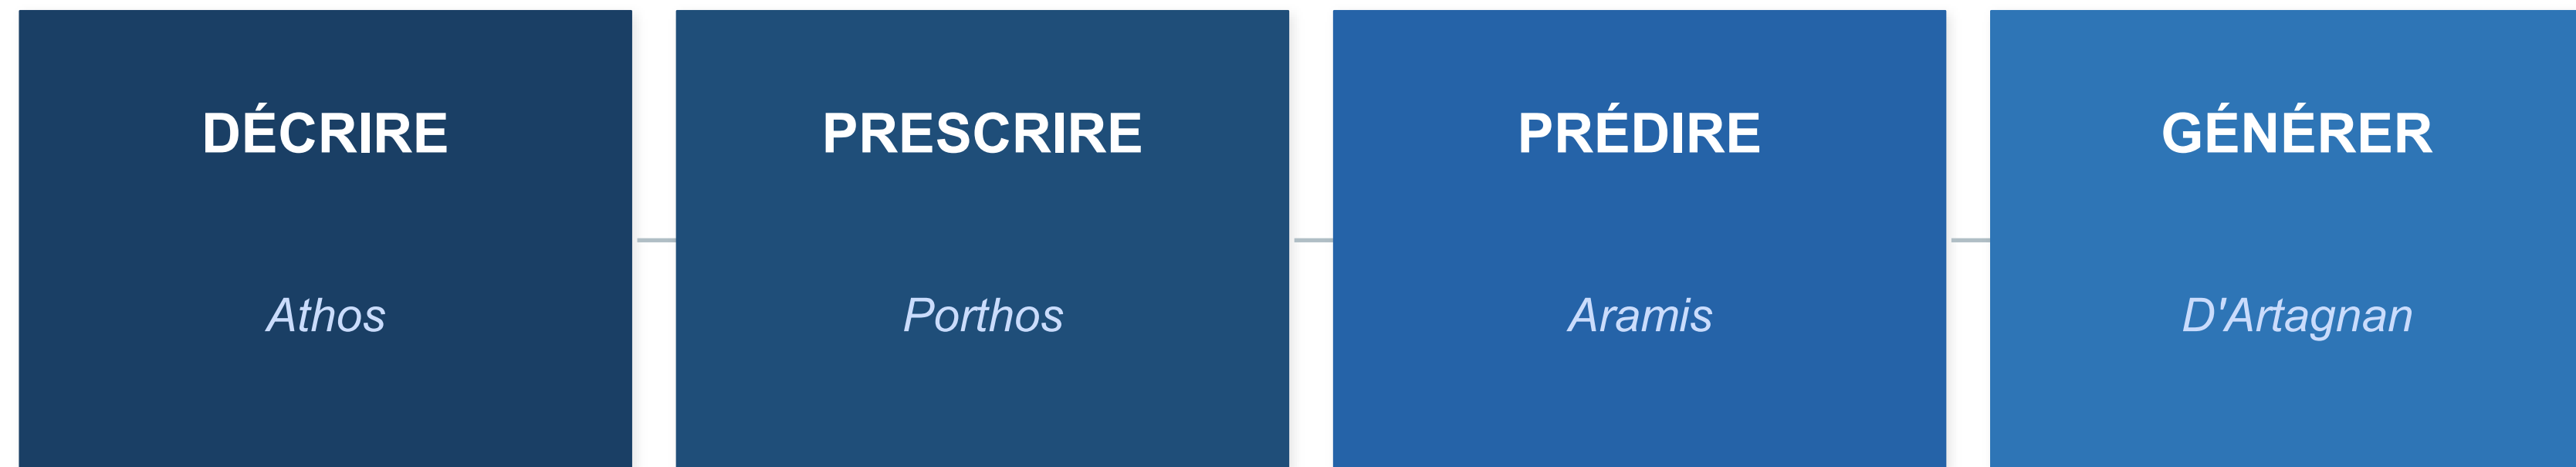 DÉCRIRE
Athos
PRESCRIRE
Porthos
PRÉDIRE
Aramis
GÉNÉRER
D'Artagnan